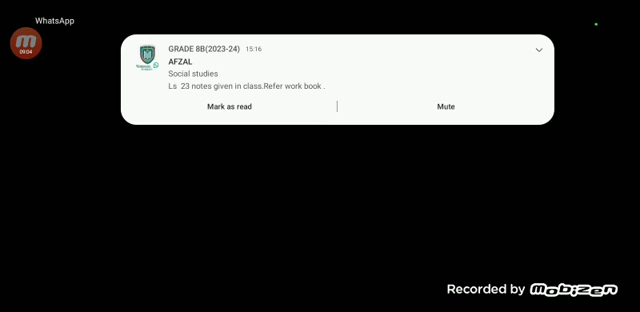 WhatsApp
09:04
GRADE 8B(2023-24) 15:16
AFZAL
Social studies
Ls 23 notes given in class.Refer work book .
Mark as read
Mute
Recorded by Mobizen